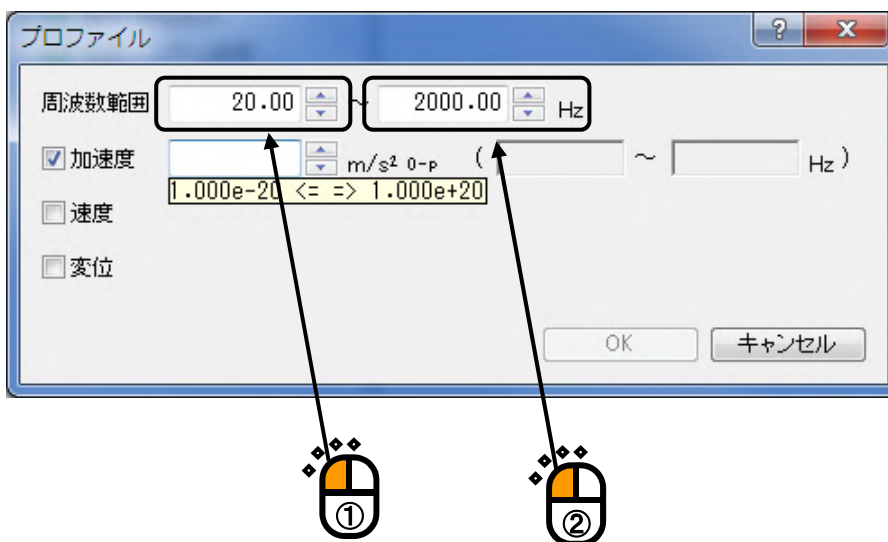 プロファイル
周波数範囲 20.00 ~ 2000.00 Hz
加速度 m/s² 0-p ( ~ Hz )
1.000e-20 <= => 1.000e+20
速度
変位
OK キャンセル
① ②